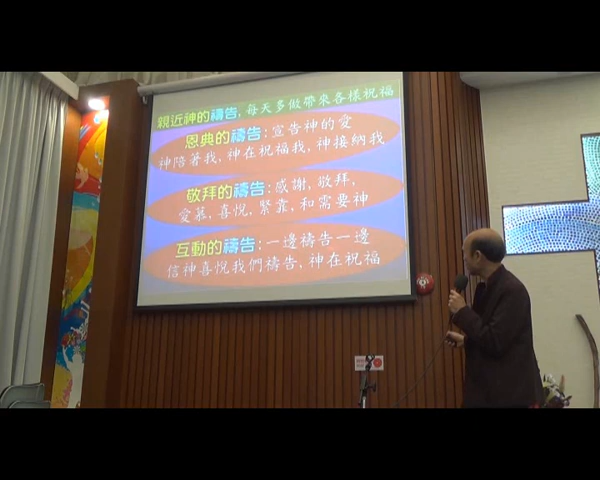 親近神的禱告,每天多做帶來各樣祝福
恩典的禱告:宣告神的愛
神陪著我,神在祝福我,神接納我
敬拜的禱告:感謝,敬拜,
愛慕,喜悅,緊靠,和需要神
互動的禱告:一邊禱告一邊
信神喜悅我們禱告,神在祝福